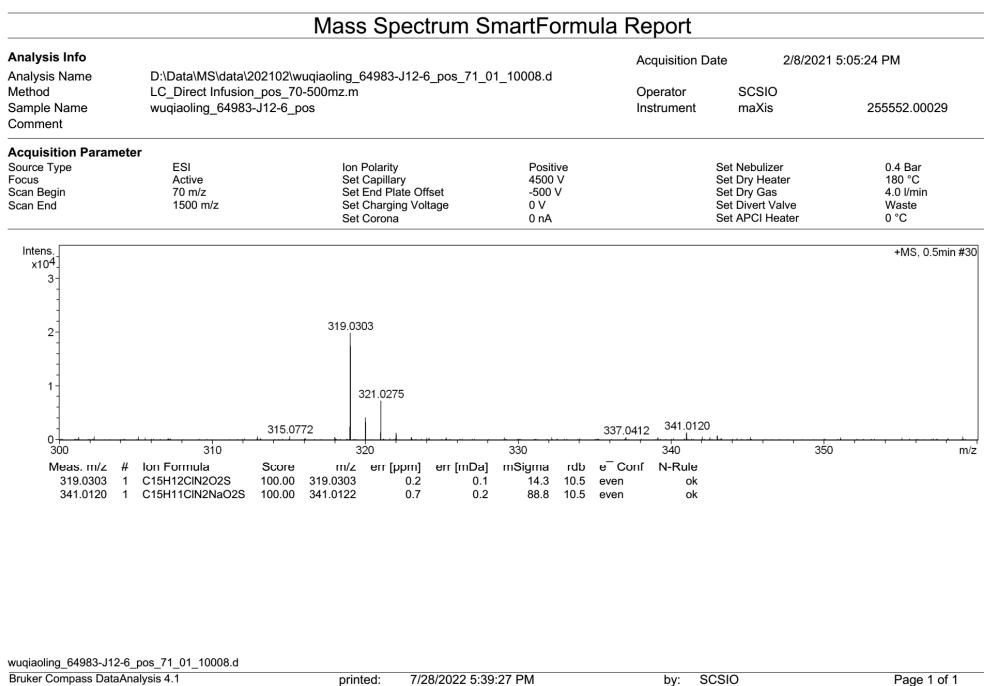 Mass Spectrum SmartFormula Report
Analysis Info Acquisition Date 2/8/2021 5:05:24 PM
Analysis Name D:\Data\MS\data\202102\wuqiaoling_64983-J12-6_pos_71_01_10008.d
Method LC_Direct Infusion_pos_70-500mz.m Operator SCSIO
Sample Name wuqiaoling_64983-J12-6_pos Instrument maXis 255552.00029
Comment
Acquisition Parameter
Source Type ESI Ion Polarity Positive Set Nebulizer 0.4 Bar
Focus Active Set Capillary 4500 V Set Dry Heater 180 °C
Scan Begin 70 m/z Set End Plate Offset -500 V Set Dry Gas 4.0 l/min
Scan End 1500 m/z Set Charging Voltage 0 V Set Divert Valve Waste
Set Corona 0 nA Set APCI Heater 0 °C
Intens. +MS, 0.5min #30
x10⁴
3
2 319.0303
1 321.0275
315.0772 337.0412 341.0120
0
300 310 320 330 340 350 m/z
Meas. m/z # Ion Formula Score m/z err [ppm] err [mDa] mSigma rdb e⁻ Conf N-Rule
319.0303 1 C15H12ClN2O2S 100.00 319.0303 0.2 0.1 14.3 10.5 even ok
341.0120 1 C15H11ClN2NaO2S 100.00 341.0122 0.7 0.2 88.8 10.5 even ok
wuqiaoling_64983-J12-6_pos_71_01_10008.d
Bruker Compass DataAnalysis 4.1 printed: 7/28/2022 5:39:27 PM by: SCSIO Page 1 of 1